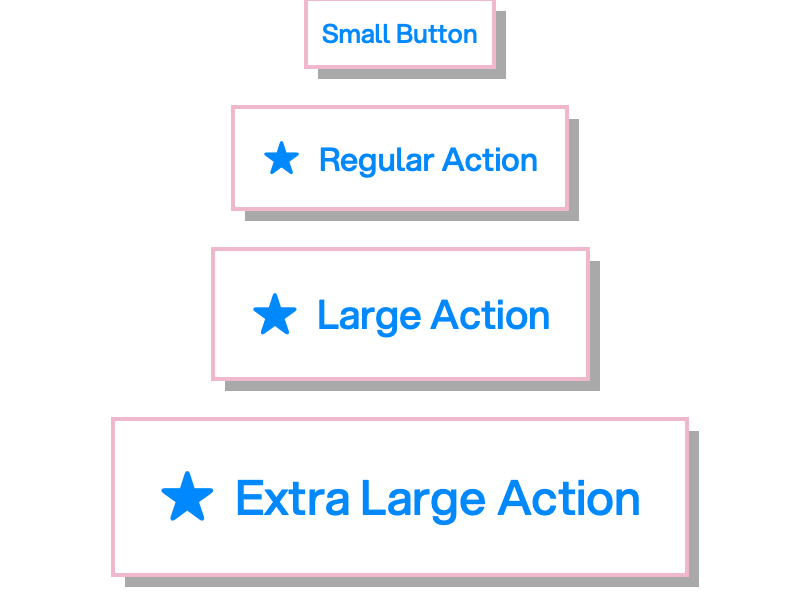 Small Button
Regular Action
Large Action
Extra Large Action